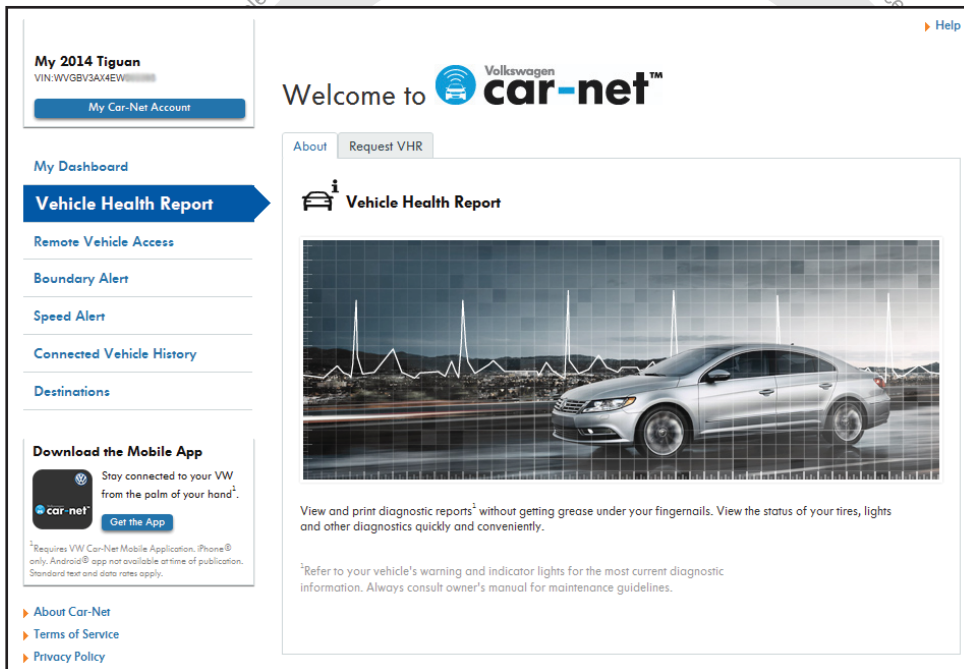 Help
My 2014 Tiguan
VIN:WVGBV3AX4EW
My Car-Net Account
Welcome to Volkswagen car-net™
About Request VHR
My Dashboard
Vehicle Health Report
Remote Vehicle Access
Boundary Alert
Speed Alert
Connected Vehicle History
Destinations
i
Vehicle Health Report
View and print diagnostic reports¹ without getting grease under your fingernails. View the status of your tires, lights
and other diagnostics quickly and conveniently.
¹Refer to your vehicle's warning and indicator lights for the most current diagnostic
information. Always consult owner's manual for maintenance guidelines.
Download the Mobile App
Stay connected to your VW
from the palm of your hand¹.
car-net
Get the App
¹Requires VW Car-Net Mobile Application. iPhone®
only. Android® app not available at time of publication.
Standard text and data rates apply.
About Car-Net
Terms of Service
Privacy Policy